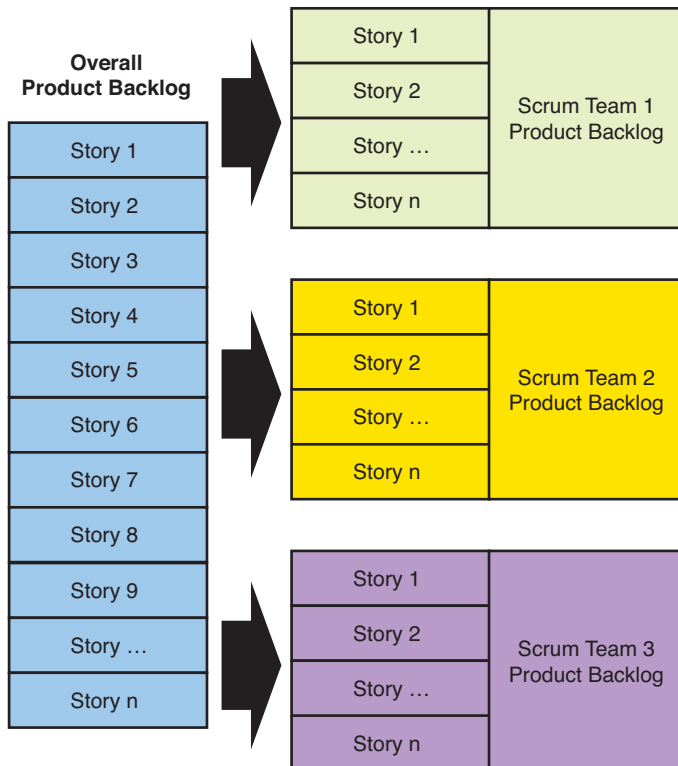 Overall
Product Backlog
Story 1
Story 2
Story 3
Story 4
Story 5
Story 6
Story 7
Story 8
Story 9
Story …
Story n
Story 1
Story 2
Story …
Story n
Scrum Team 1
Product Backlog
Story 1
Story 2
Story …
Story n
Scrum Team 2
Product Backlog
Story 1
Story 2
Story …
Story n
Scrum Team 3
Product Backlog